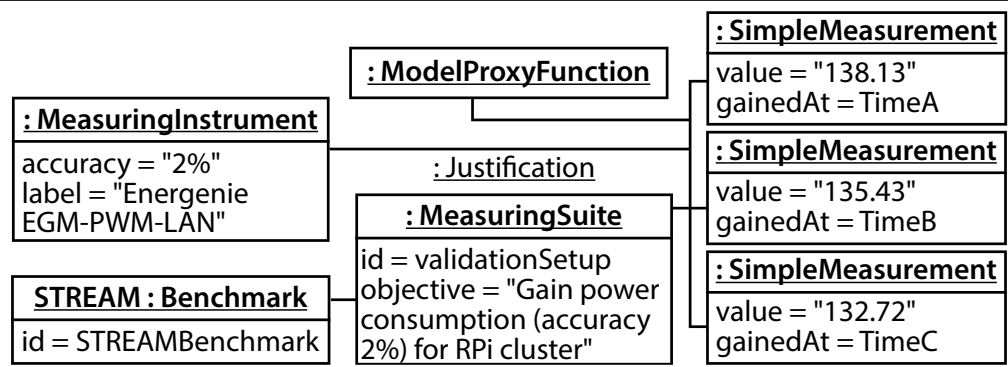 : SimpleMeasurement
value = "138.13"
gainedAt = TimeA
: ModelProxyFunction
: MeasuringInstrument
accuracy = "2%"
label = "Energenie
EGM-PWM-LAN"
: Justification
: SimpleMeasurement
value = "135.43"
gainedAt = TimeB
: MeasuringSuite
id = validationSetup
objective = "Gain power
consumption (accuracy
2%) for RPi cluster"
STREAM : Benchmark
id = STREAMBenchmark
: SimpleMeasurement
value = "132.72"
gainedAt = TimeC